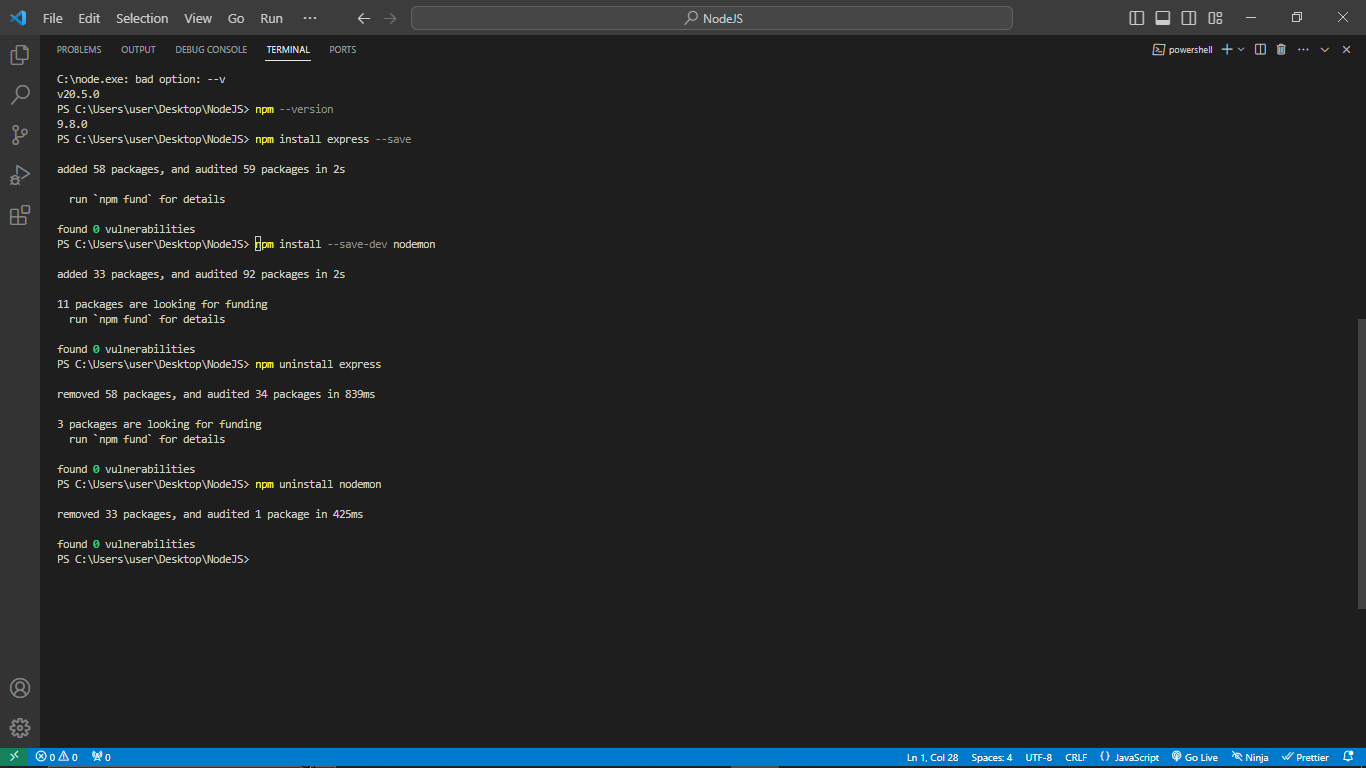 File Edit Selection View Go Run ··· NodeJS
PROBLEMS OUTPUT DEBUG CONSOLE TERMINAL PORTS powershell
C:\node.exe: bad option: --v
v20.5.0
PS C:\Users\user\Desktop\NodeJS> npm --version
9.8.0
PS C:\Users\user\Desktop\NodeJS> npm install express --save
added 58 packages, and audited 59 packages in 2s
run `npm fund` for details
found 0 vulnerabilities
PS C:\Users\user\Desktop\NodeJS> npm install --save-dev nodemon
added 33 packages, and audited 92 packages in 2s
11 packages are looking for funding
run `npm fund` for details
found 0 vulnerabilities
PS C:\Users\user\Desktop\NodeJS> npm uninstall express
removed 58 packages, and audited 34 packages in 839ms
3 packages are looking for funding
run `npm fund` for details
found 0 vulnerabilities
PS C:\Users\user\Desktop\NodeJS> npm uninstall nodemon
removed 33 packages, and audited 1 package in 425ms
found 0 vulnerabilities
PS C:\Users\user\Desktop\NodeJS>
0 0 0 Ln 1, Col 28 Spaces: 4 UTF-8 CRLF JavaScript Go Live Ninja Prettier